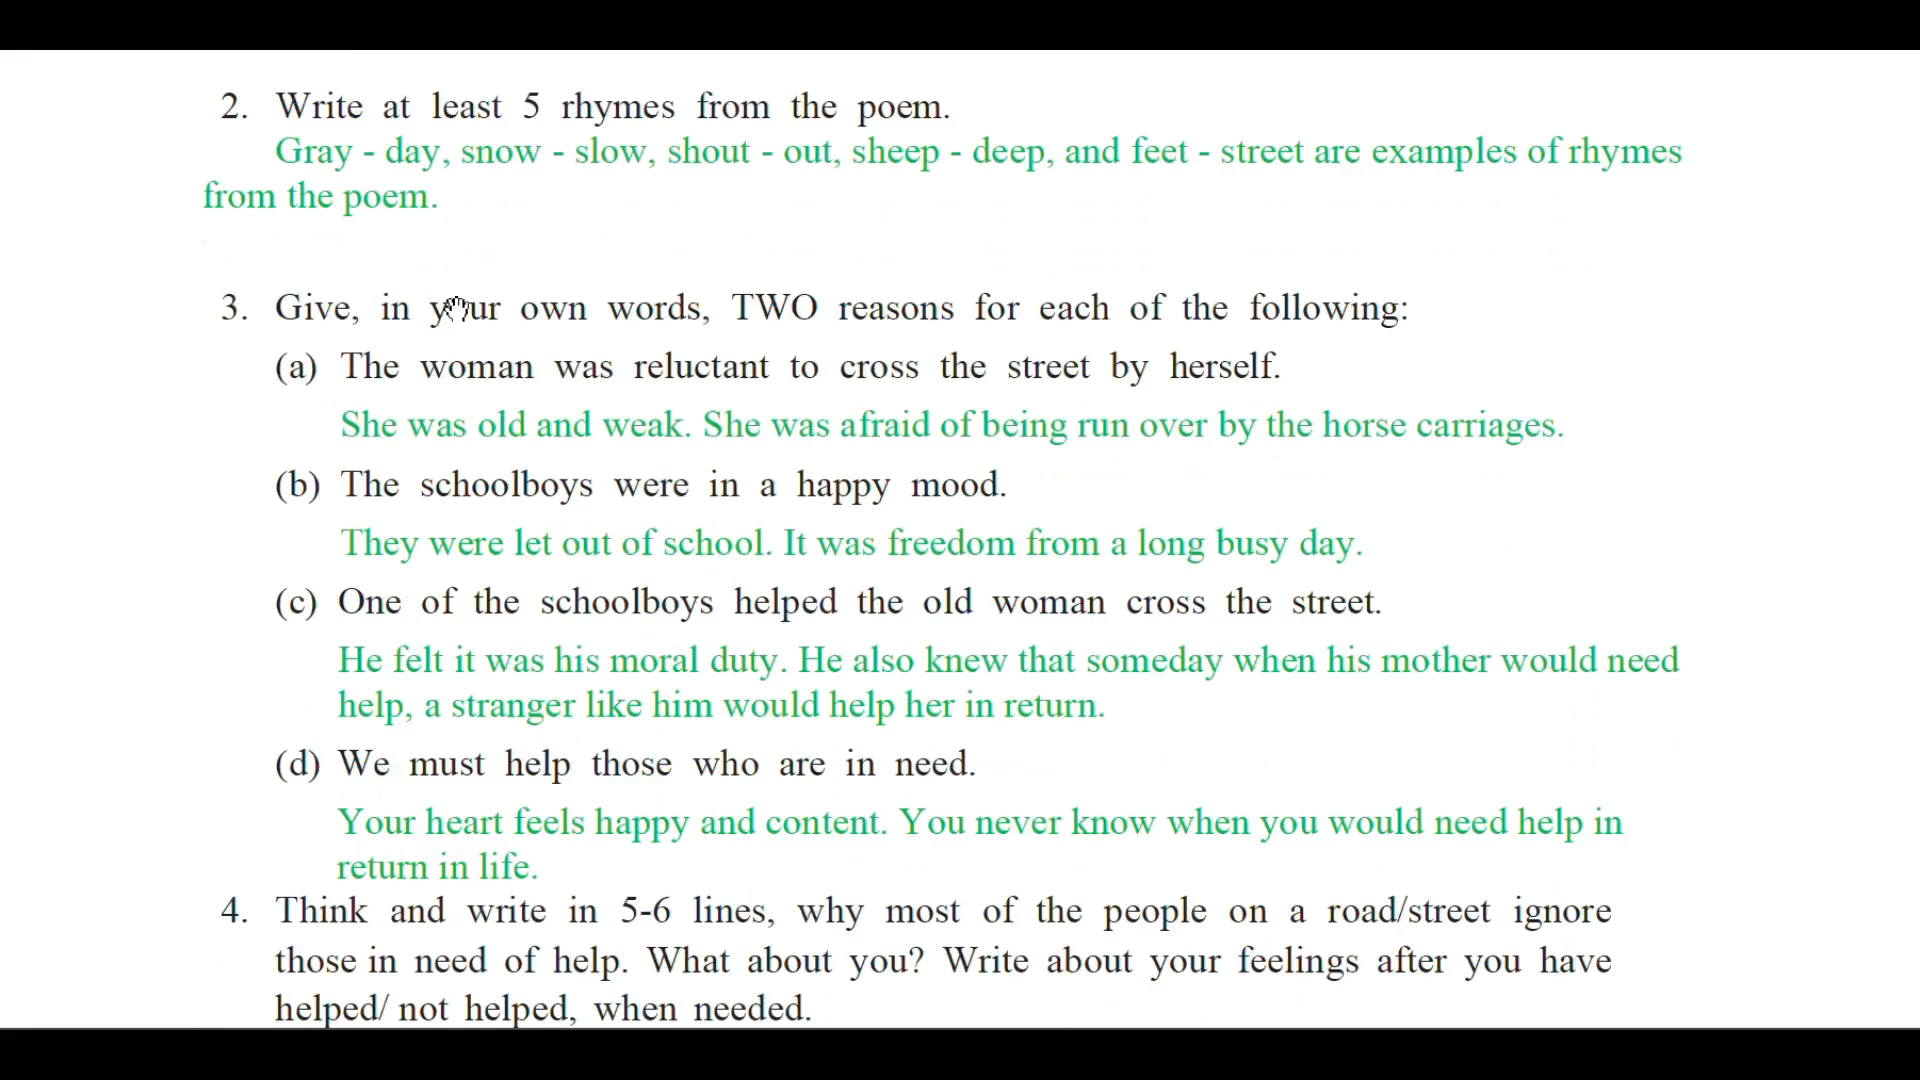 2. Write at least 5 rhymes from the poem.
Gray - day, snow - slow, shout - out, sheep - deep, and feet - street are examples of rhymes
from the poem.
3. Give, in your own words, TWO reasons for each of the following:
(a) The woman was reluctant to cross the street by herself.
She was old and weak. She was afraid of being run over by the horse carriages.
(b) The schoolboys were in a happy mood.
They were let out of school. It was freedom from a long busy day.
(c) One of the schoolboys helped the old woman cross the street.
He felt it was his moral duty. He also knew that someday when his mother would need
help, a stranger like him would help her in return.
(d) We must help those who are in need.
Your heart feels happy and content. You never know when you would need help in
return in life.
4. Think and write in 5-6 lines, why most of the people on a road/street ignore
those in need of help. What about you? Write about your feelings after you have
helped/ not helped, when needed.